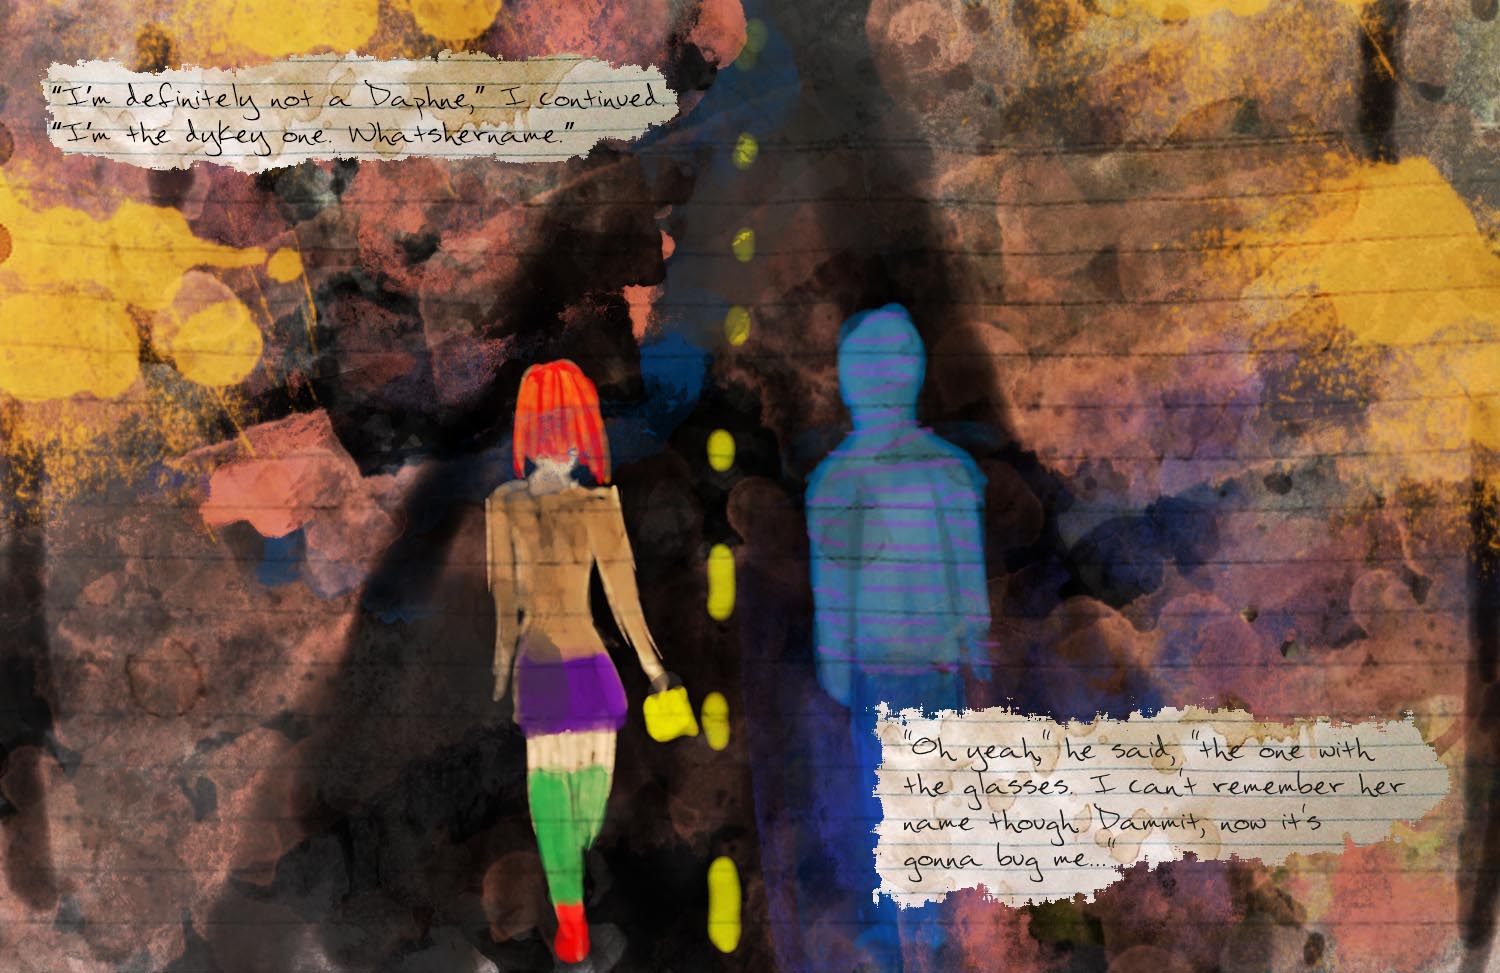 "I'm definitely not a Daphne," I continued.
"I'm the dykey one. Whatshername."
"Oh yeah," he said, "the one with
the glasses. I can't remember her
name though. Dammit, now it's
gonna bug me..."